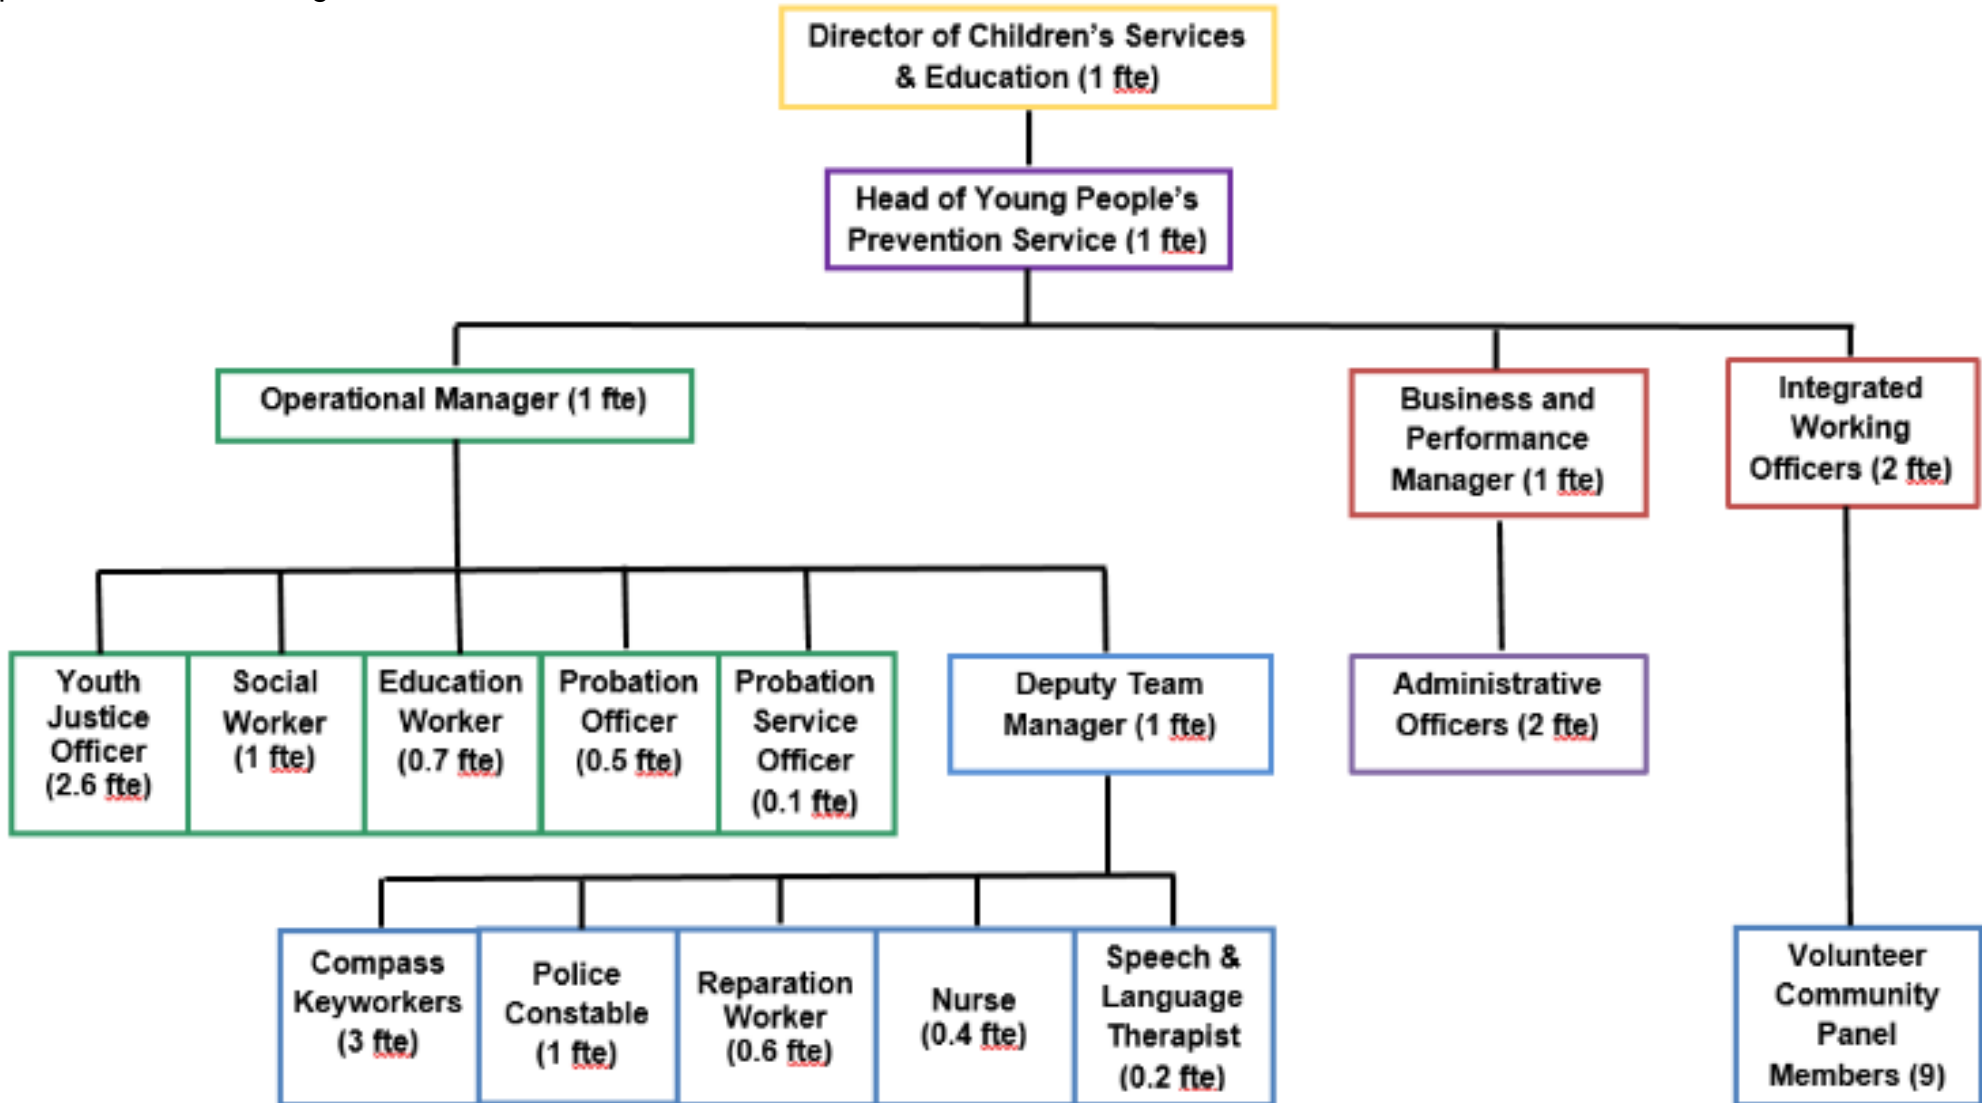 Director of Children’s Services
& Education (1 fte)
Head of Young People’s
Prevention Service (1 fte)
Operational Manager (1 fte)
Business and
Performance
Manager (1 fte)
Integrated
Working
Officers (2 fte)
Youth
Justice
Officer
(2.6 fte)
Social
Worker
(1 fte)
Education
Worker
(0.7 fte)
Probation
Officer
(0.5 fte)
Probation
Service
Officer
(0.1 fte)
Deputy Team
Manager (1 fte)
Administrative
Officers (2 fte)
Compass
Keyworkers
(3 fte)
Police
Constable
(1 fte)
Reparation
Worker
(0.6 fte)
Nurse
(0.4 fte)
Speech &
Language
Therapist
(0.2 fte)
Volunteer
Community
Panel
Members (9)